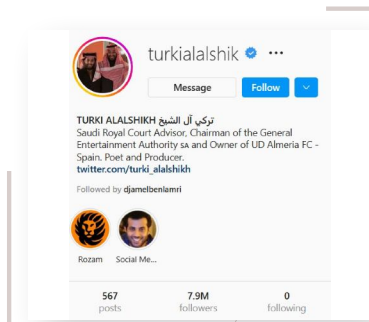 turkialalshik
Message Follow
TURKI ALALSHIKH تركي آل الشيخ
Saudi Royal Court Advisor, Chairman of the General
Entertainment Authority sᴀ and Owner of UD Almeria FC -
Spain, Poet and Producer.
twitter.com/turki_alalshikh
Followed by djamelbenlamri
Rozam Social Me...
567 7.9M 0
posts followers following